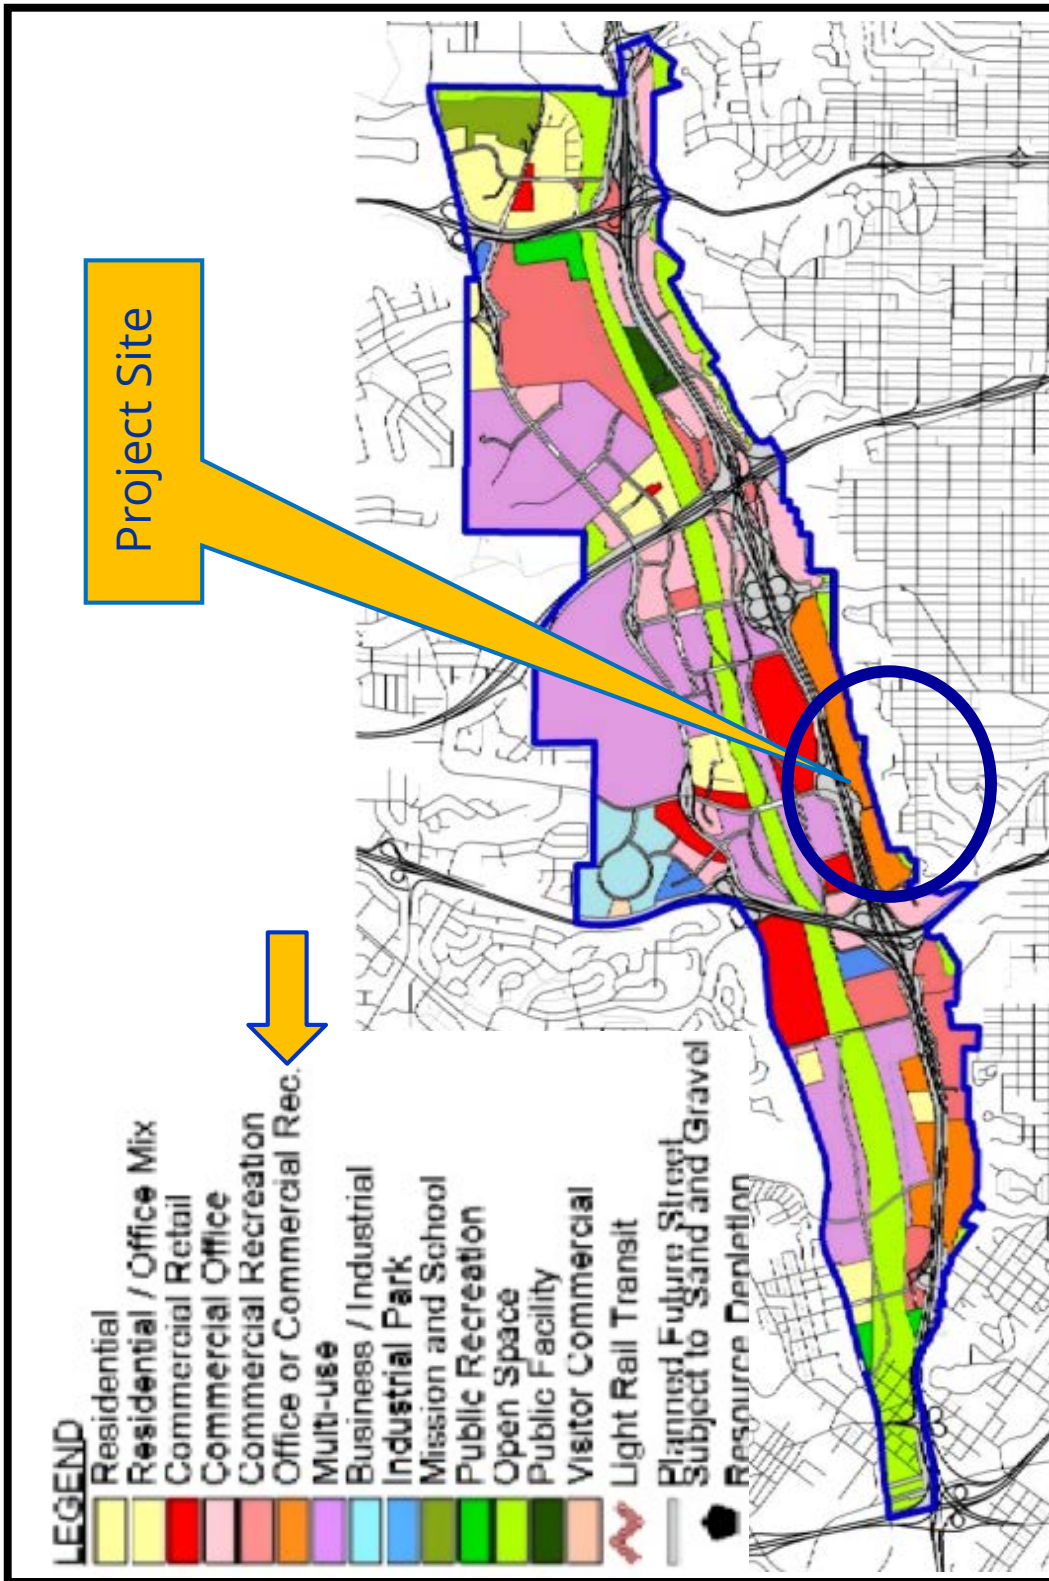 Project Site
LEGEND
Residential
Residential / Office Mix
Commercial Retail
Commercial Office
Commercial Recreation
Office or Commercial Rec.
Multi-use
Business / Industrial
Industrial Park
Mission and School
Public Recreation
Open Space
Public Facility
Visitor Commercial
Light Rail Transit
Planned Future Street
Subject to Sand and Gravel
Resource Depletion